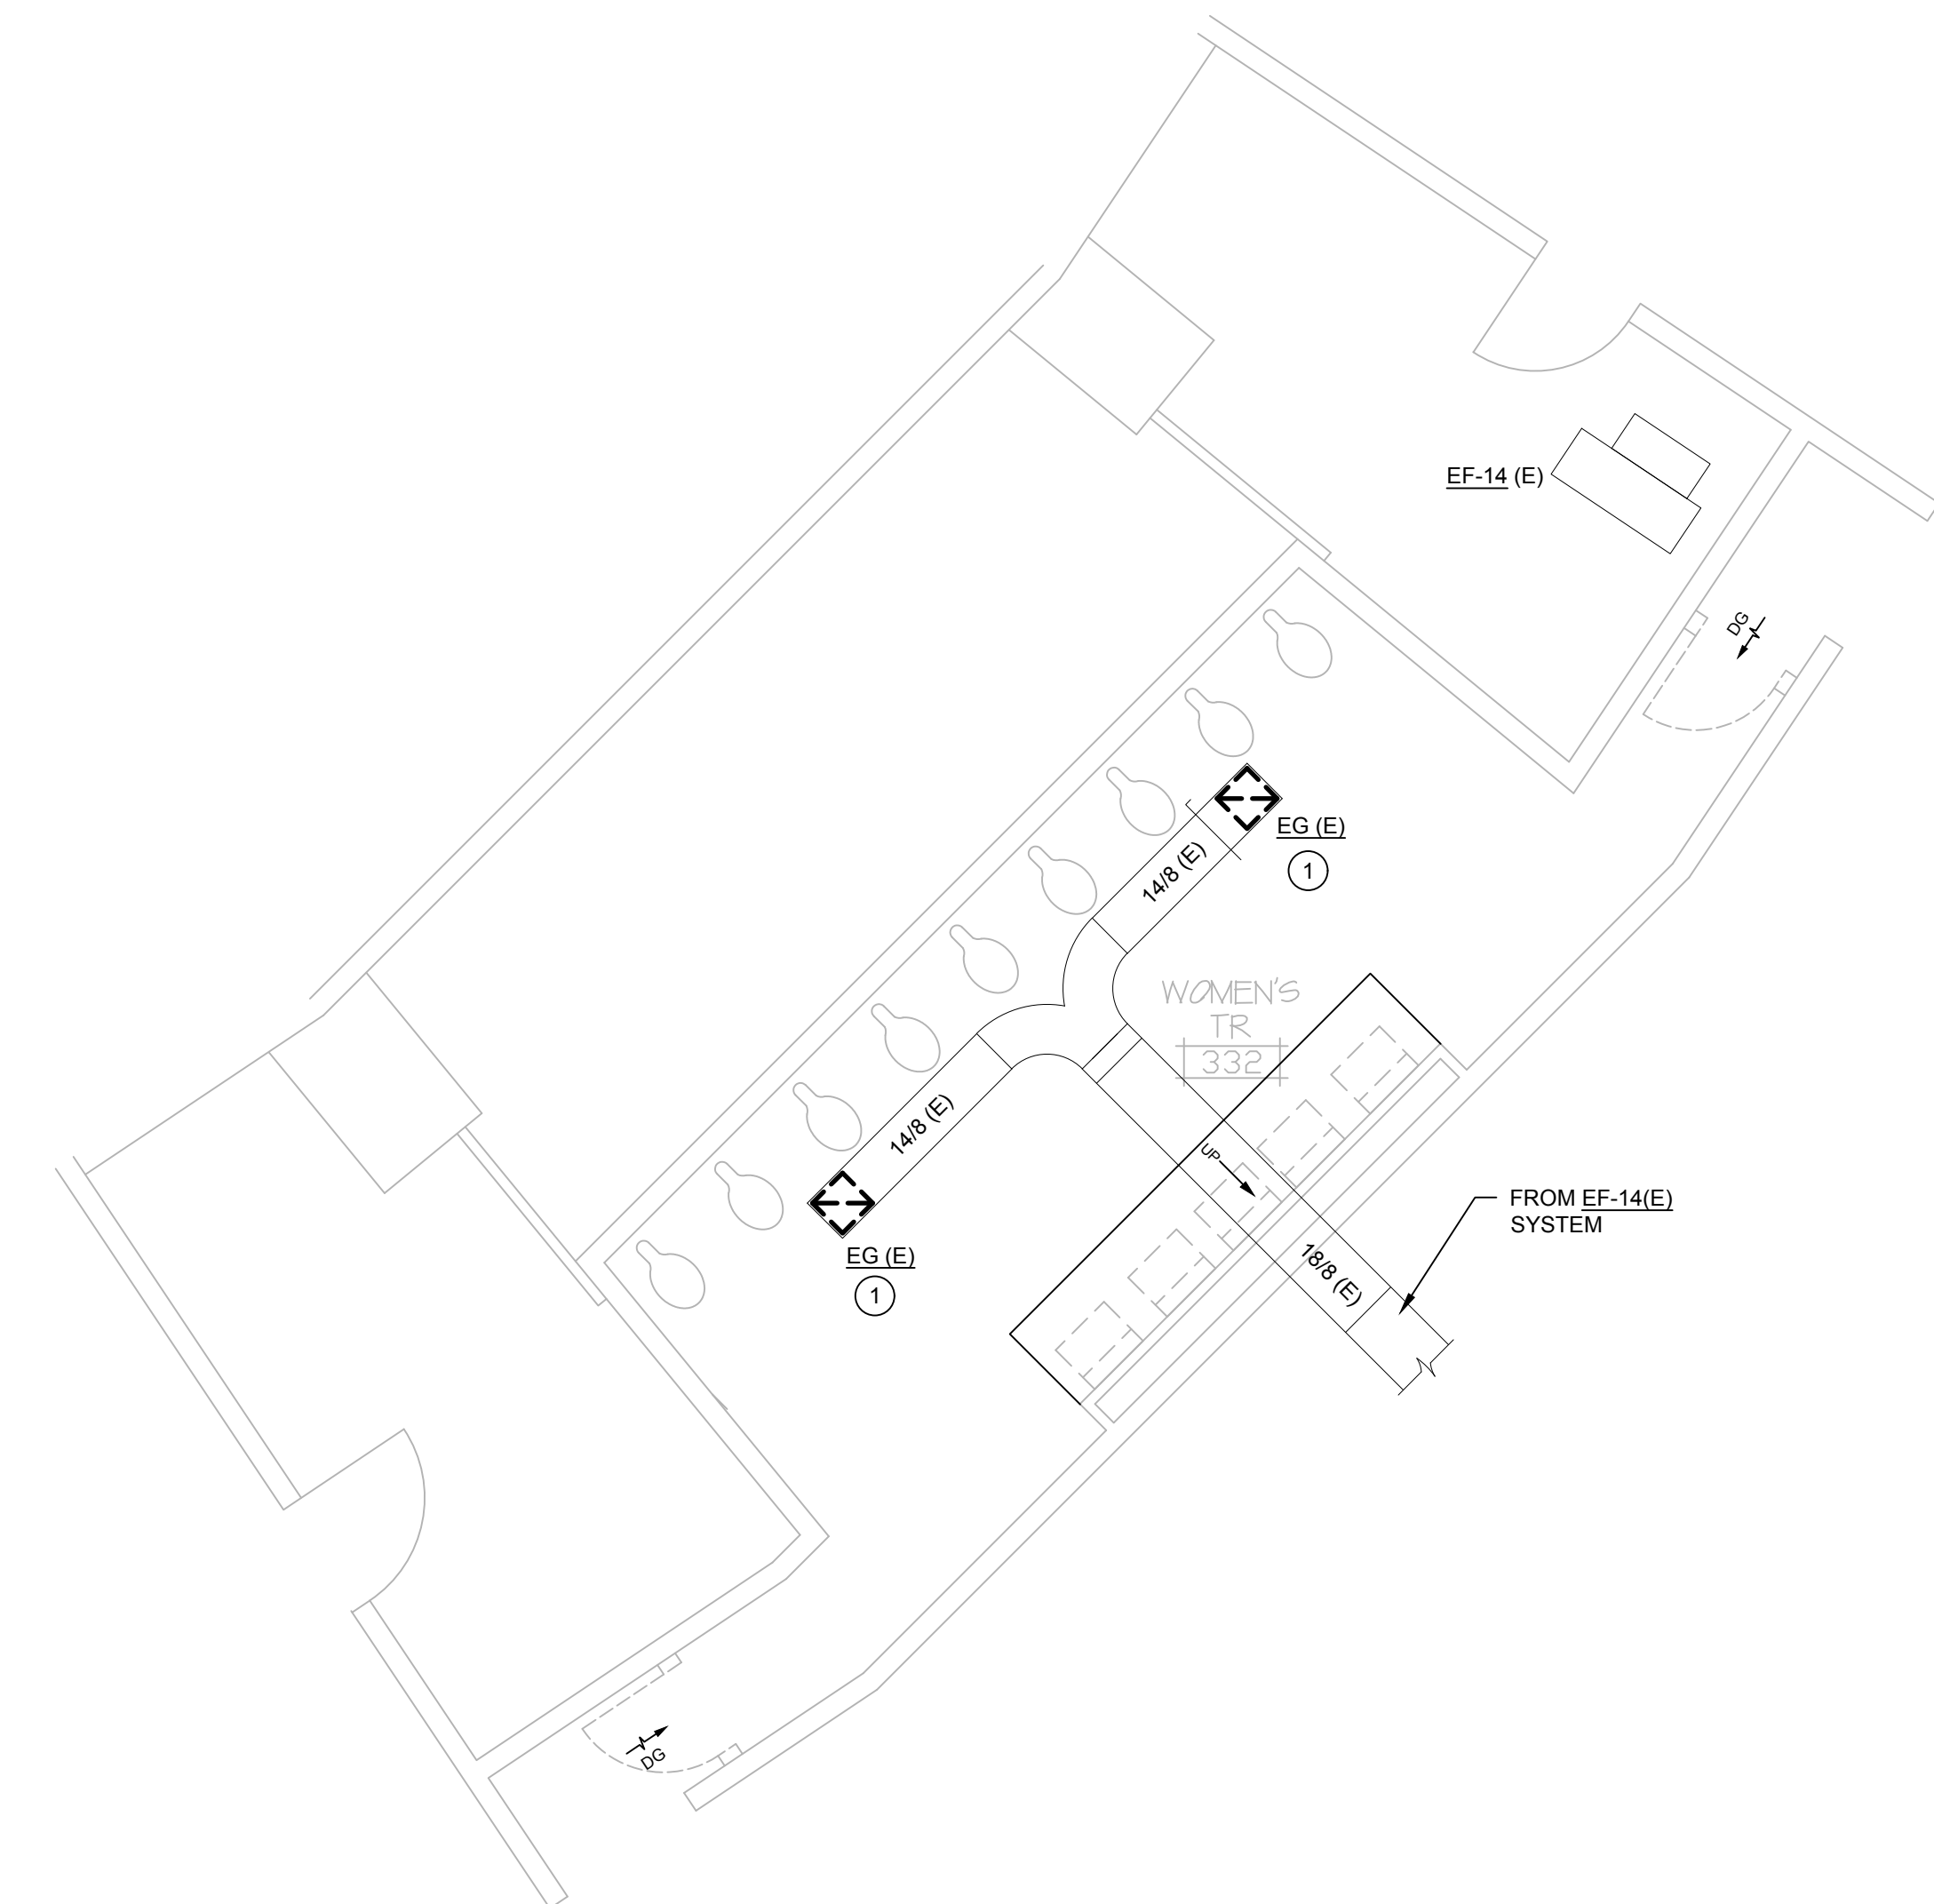 EF-14 (E)
DG
EG (E)
1
14/8 (E)
WOMEN'S
TR
332
14/8 (E)
UP
FROM EF-14(E)
SYSTEM
18/8 (E)
EG (E)
1
DG